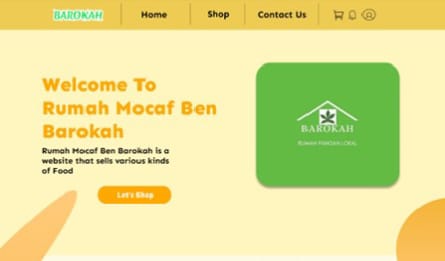 BAROKAH
Home
Shop
Contact Us
Welcome To
Rumah Mocaf Ben
Barokah
Rumah Mocaf Ben Barokah is a
website that sells various kinds
of Food
Let's Shop
BAROKAH
RUMAH PANGAN LOKAL